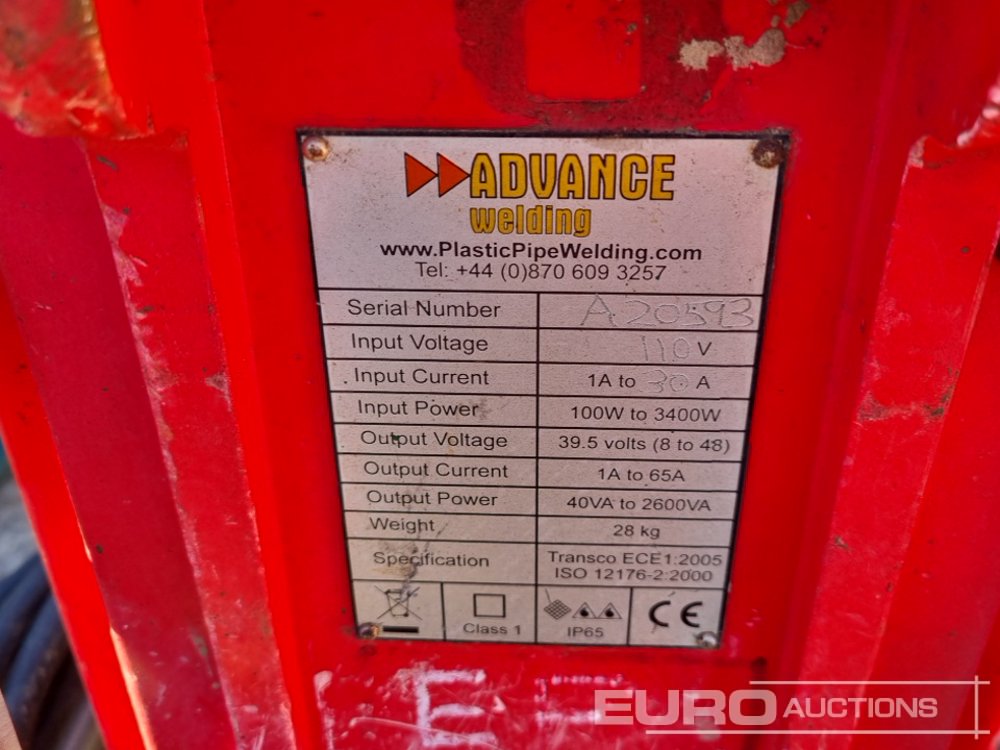 ADVANCE
welding
www.PlasticPipeWelding.com
Tel: +44 (0)870 609 3257
Serial Number A20593
Input Voltage 110 V
Input Current 1A to 30 A
Input Power 100W to 3400W
Output Voltage 39.5 volts (8 to 48)
Output Current 1A to 65A
Output Power 40VA to 2600VA
Weight 28 kg
Specification Transco ECE1:2005
ISO 12176-2:2000
Class 1 IP65 CE
EURO AUCTIONS